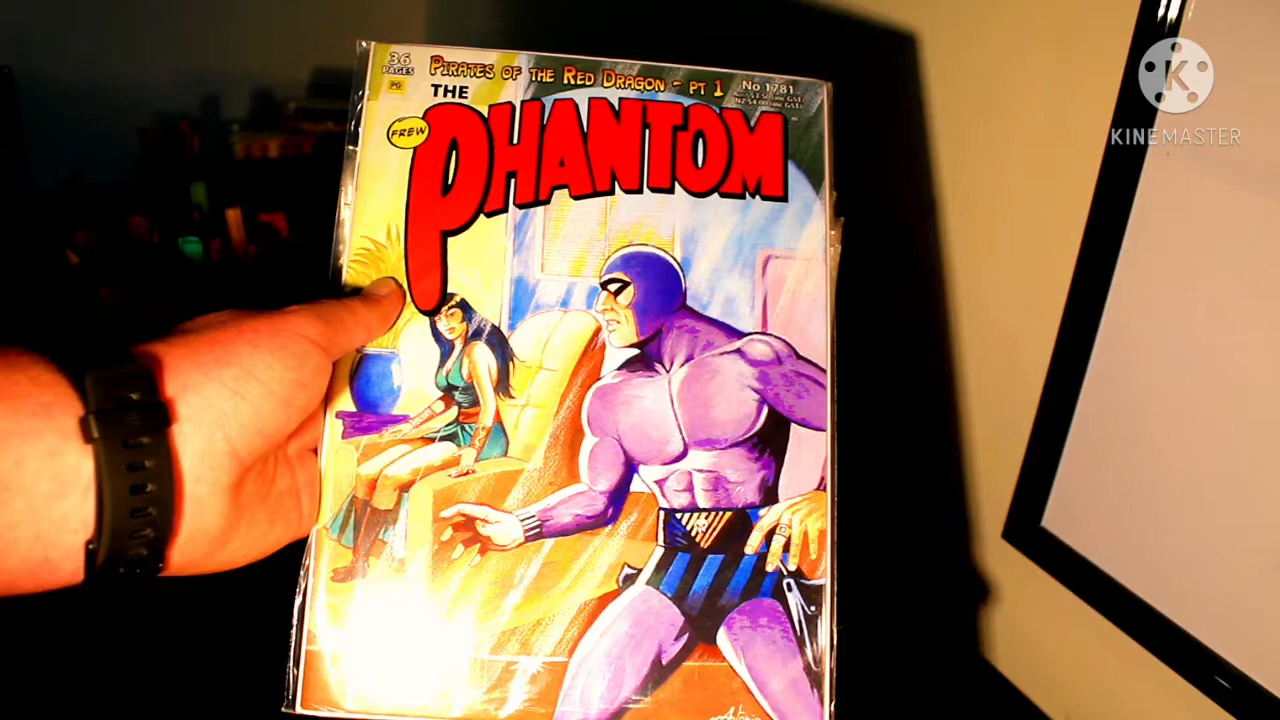 36
PAGES
PG
PIRATES OF THE RED DRAGON - PT 1
No 1781
THE
PHANTOM
FREW
K
KINEMASTER